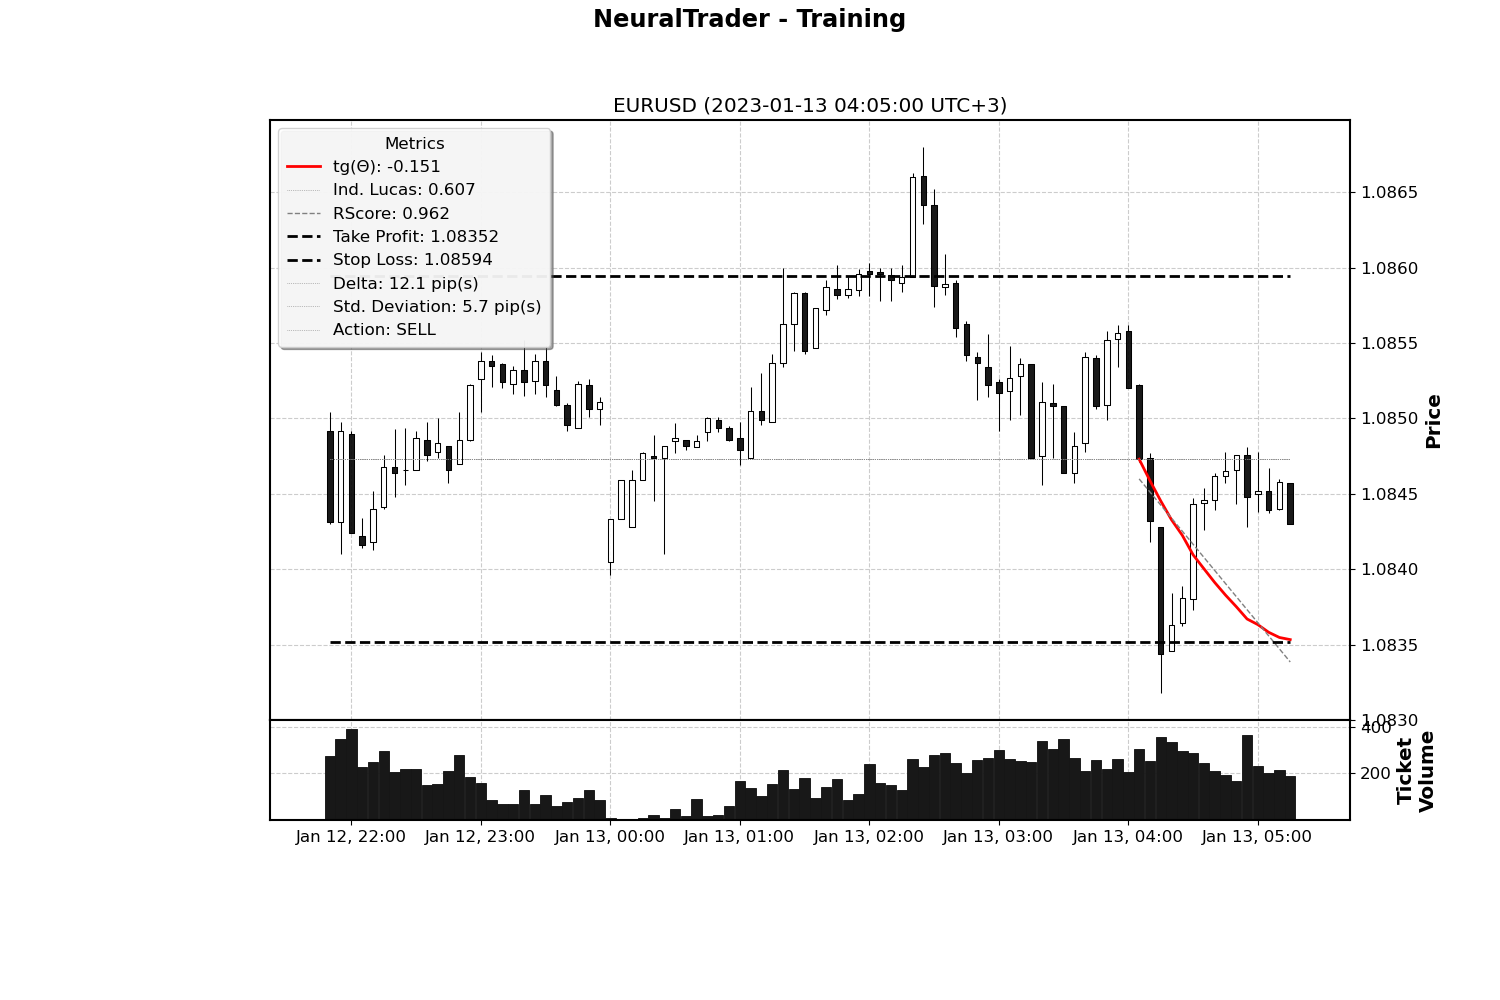 NeuralTrader - Training
EURUSD (2023-01-13 04:05:00 UTC+3)
Metrics
tg(Θ): -0.151
Ind. Lucas: 0.607
RScore: 0.962
Take Profit: 1.08352
Stop Loss: 1.08594
Delta: 12.1 pip(s)
Std. Deviation: 5.7 pip(s)
Action: SELL
1.0865
1.0860
1.0855
1.0850
1.0845
1.0840
1.0835
1.0830
Price
400
200
Ticket
Volume
Jan 12, 22:00
Jan 12, 23:00
Jan 13, 00:00
Jan 13, 01:00
Jan 13, 02:00
Jan 13, 03:00
Jan 13, 04:00
Jan 13, 05:00